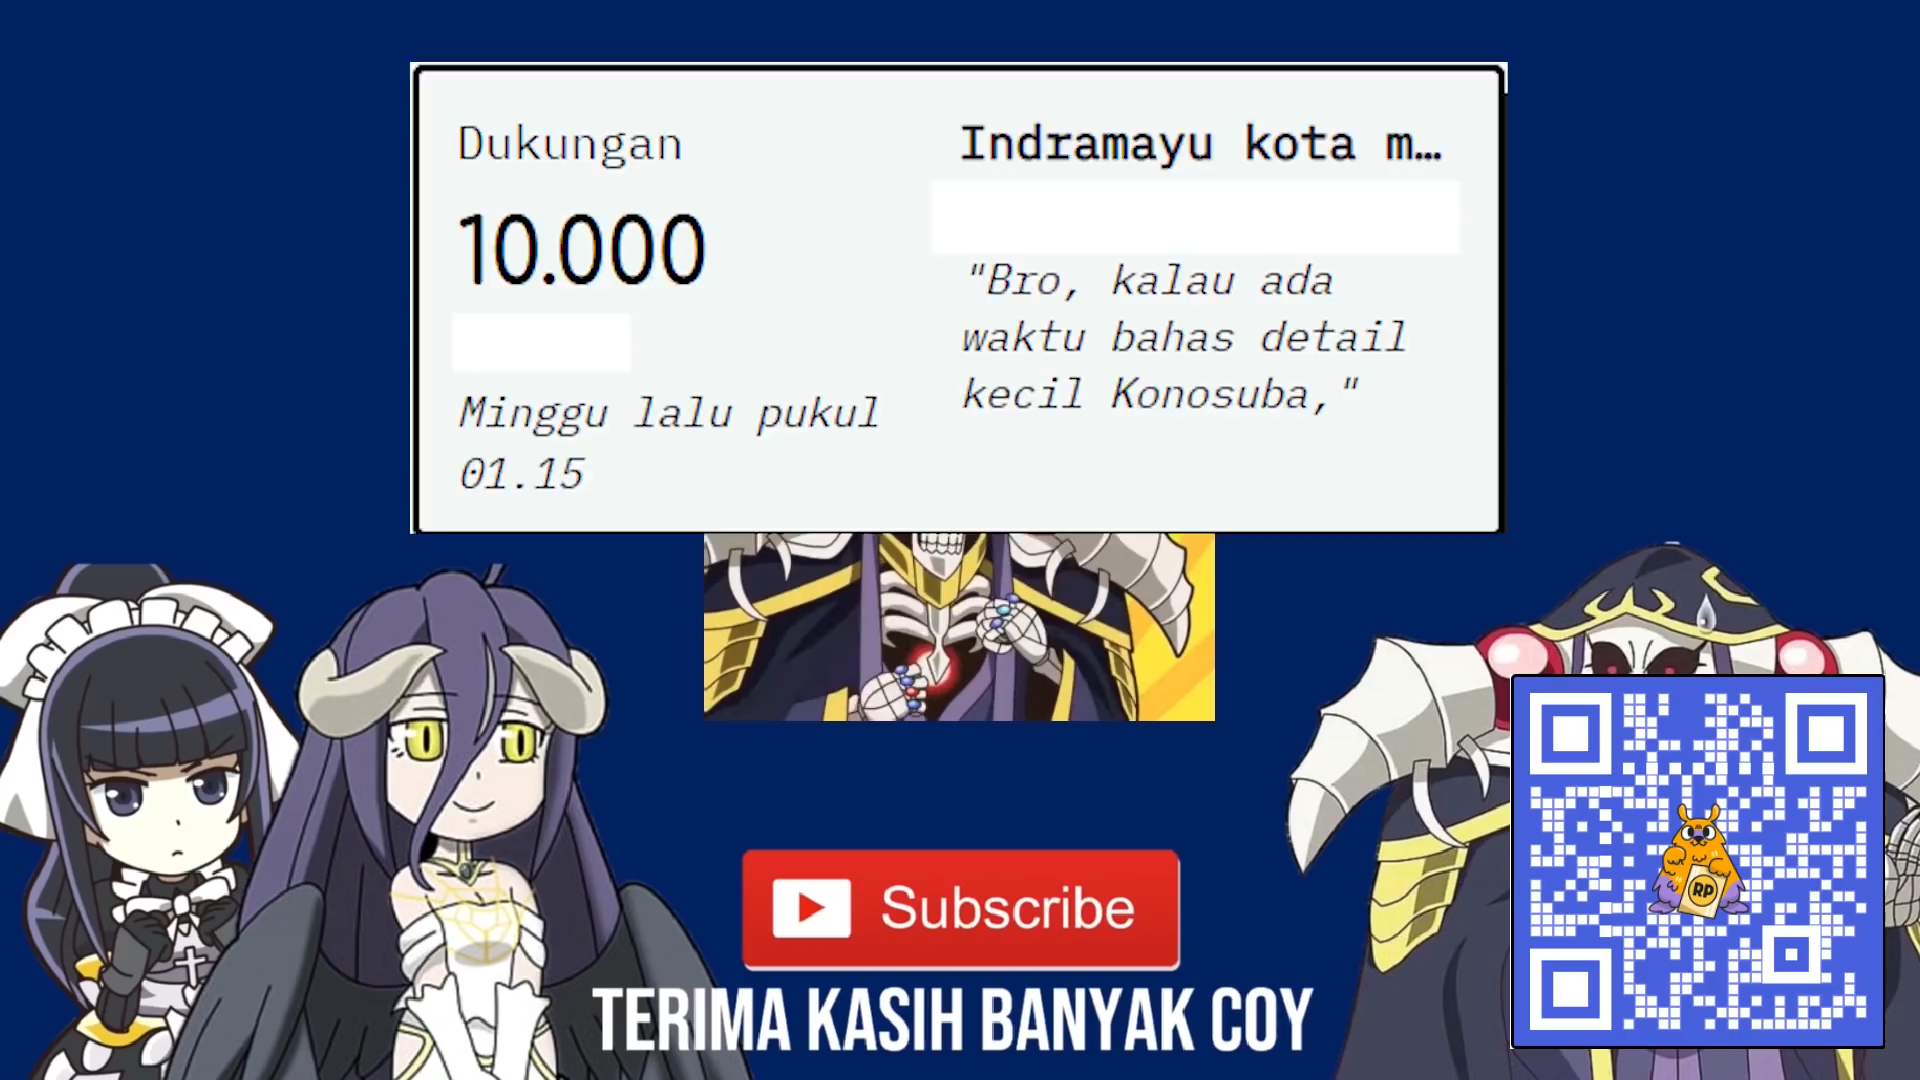 Dukungan
10.000
Minggu lalu pukul
01.15
Indramayu kota m…
"Bro, kalau ada
waktu bahas detail
kecil Konosuba,"
Subscribe
TERIMA KASIH BANYAK COY
RP